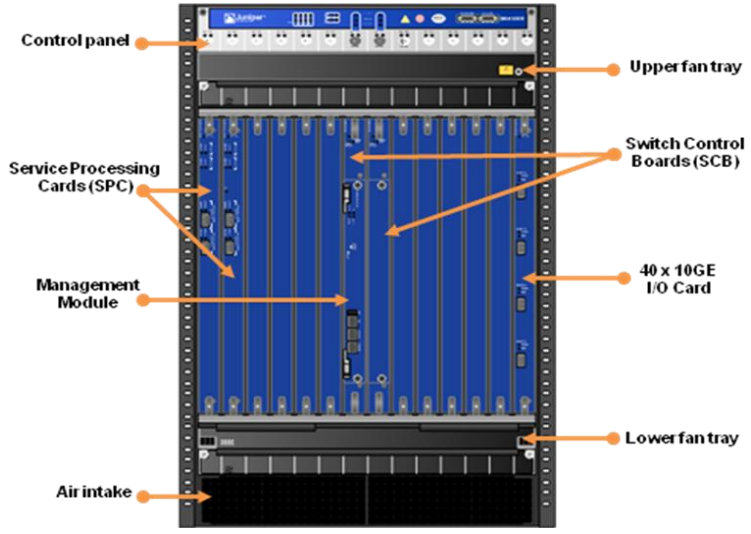 Juniper
Control panel
Upper fan tray
Service Processing
Cards (SPC)
Switch Control
Boards (SCB)
Management
Module
40 x 10GE
I/O Card
Lower fan tray
Air intake